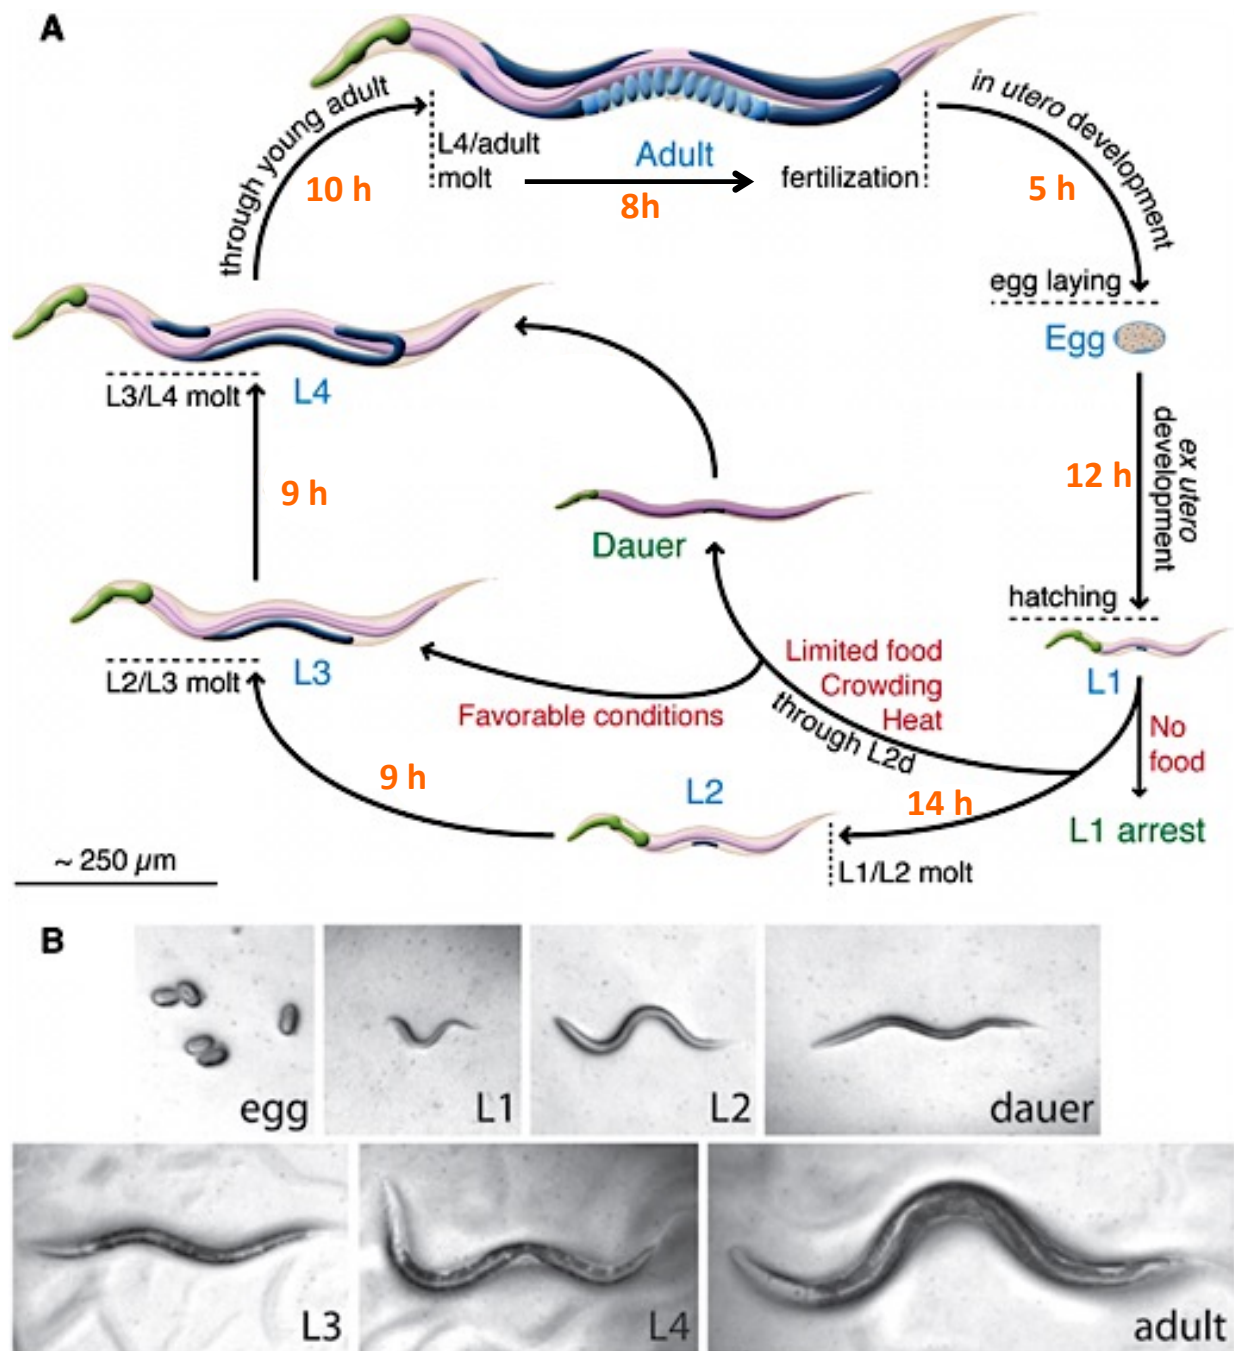 A
through young adult
10 h
L4/adult
molt
Adult
8h
fertilization
in utero development
5 h
egg laying
Egg
ex utero
development
12 h
hatching
L1
No
food
L1 arrest
14 h
L1/L2 molt
L2
9 h
L2/L3 molt
L3
9 h
L3/L4 molt
L4
Dauer
Limited food
Crowding
Heat
through L2d
Favorable conditions
~ 250 µm
B
egg
L1
L2
dauer
L3
L4
adult